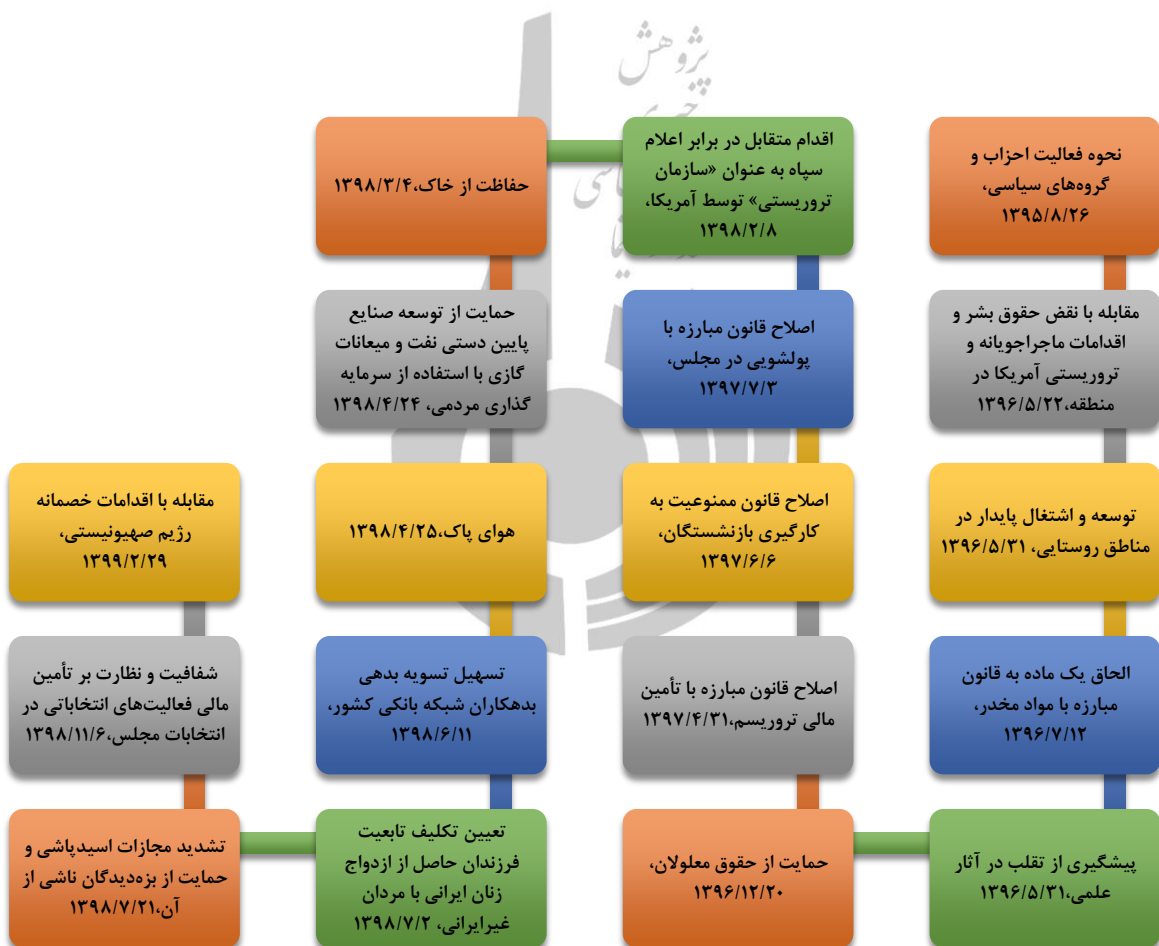 پژوهش
نحوه فعالیت احزاب و
گروه‌های سیاسی،
۱۳۹۵/۸/۲۶
مقابله با نقض حقوق بشر و
اقدامات ماجراجویانه و
تروریستی آمریکا در
منطقه،۱۳۹۶/۵/۲۲
توسعه و اشتغال پایدار در
مناطق روستایی، ۱۳۹۶/۵/۳۱
الحاق یک ماده به قانون
مبارزه با مواد مخدر،
۱۳۹۶/۷/۱۲
پیشگیری از تقلب در آثار
علمی،۱۳۹۶/۵/۳۱
حمایت از حقوق معلولان،
۱۳۹۶/۱۲/۲۰
اصلاح قانون مبارزه با تأمین
مالی تروریسم،۱۳۹۷/۴/۳۱
اصلاح قانون ممنوعیت به
کارگیری بازنشستگان،
۱۳۹۷/۶/۶
اصلاح قانون مبارزه با
پولشویی در مجلس،
۱۳۹۷/۷/۳
اقدام متقابل در برابر اعلام
سپاه به عنوان «سازمان
تروریستی» توسط آمریکا،
۱۳۹۸/۲/۸
حفاظت از خاک،۱۳۹۸/۳/۴
حمایت از توسعه صنایع
پایین دستی نفت و میعانات
گازی با استفاده از سرمایه
گذاری مردمی، ۱۳۹۸/۴/۲۴
هوای پاک،۱۳۹۸/۴/۲۵
تسهیل تسویه بدهی
بدهکاران شبکه بانکی کشور،
۱۳۹۸/۶/۱۱
تعیین تکلیف تابعیت
فرزندان حاصل از ازدواج
زنان ایرانی با مردان
غیرایرانی، ۱۳۹۸/۷/۲
تشدید مجازات اسیدپاشی و
حمایت از بزه‌دیدگان ناشی از
آن،۱۳۹۸/۷/۲۱
شفافیت و نظارت بر تأمین
مالی فعالیت‌های انتخاباتی در
انتخابات مجلس،۱۳۹۸/۱۱/۶
مقابله با اقدامات خصمانه
رژیم صهیونیستی،
۱۳۹۹/۲/۲۹